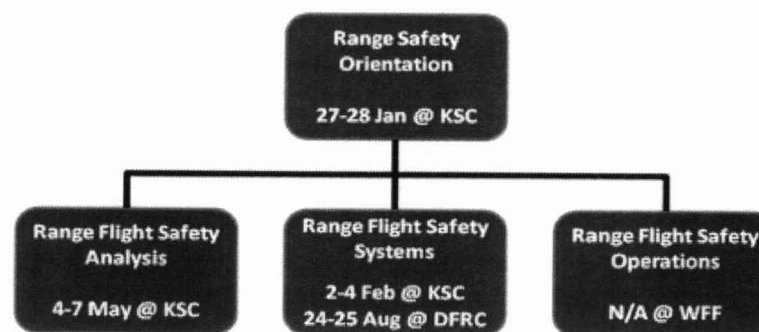 Range Safety
Orientation
27-28 Jan @ KSC
Range Flight Safety
Analysis
4-7 May @ KSC
Range Flight Safety
Systems
2-4 Feb @ KSC
24-25 Aug @ DFRC
Range Flight Safety
Operations
N/A @ WFF